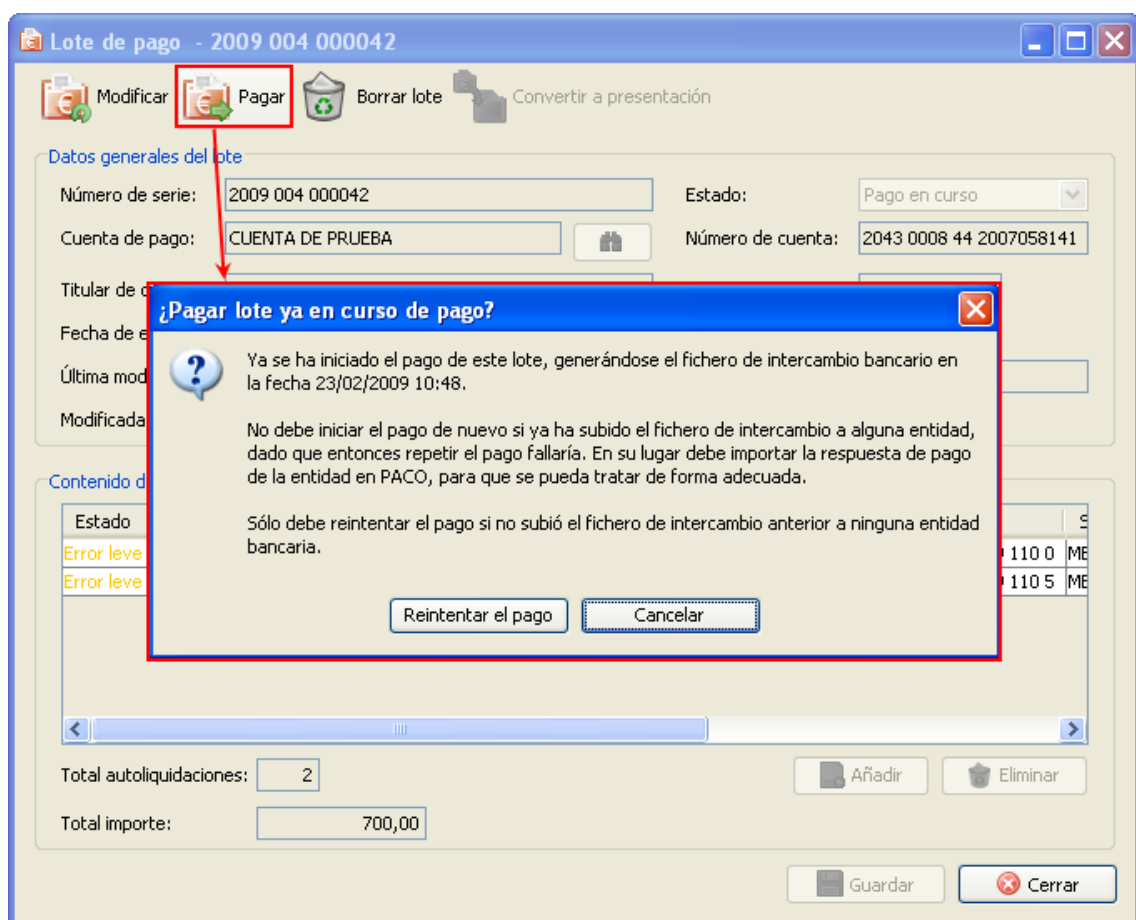 Lote de pago - 2009 004 000042
Modificar Pagar Borrar lote Convertir a presentación
Datos generales del lote
Número de serie: 2009 004 000042 Estado: Pago en curso
Cuenta de pago: CUENTA DE PRUEBA Número de cuenta: 2043 0008 44 2007058141
Titular de
¿Pagar lote ya en curso de pago?
Fecha de e
Ya se ha iniciado el pago de este lote, generándose el fichero de intercambio bancario en
la fecha 23/02/2009 10:48.
Última mod
Modificada
No debe iniciar el pago de nuevo si ya ha subido el fichero de intercambio a alguna entidad,
dado que entonces repetir el pago fallaría. En su lugar debe importar la respuesta de pago
de la entidad en PACO, para que se pueda tratar de forma adecuada.
Contenido d
Sólo debe reintentar el pago si no subió el fichero de intercambio anterior a ninguna entidad
bancaria.
Estado S
Error leve 110 0 ME
Error leve 110 5 ME
Reintentar el pago Cancelar
Total autoliquidaciones: 2 Añadir Eliminar
Total importe: 700,00
Guardar Cerrar